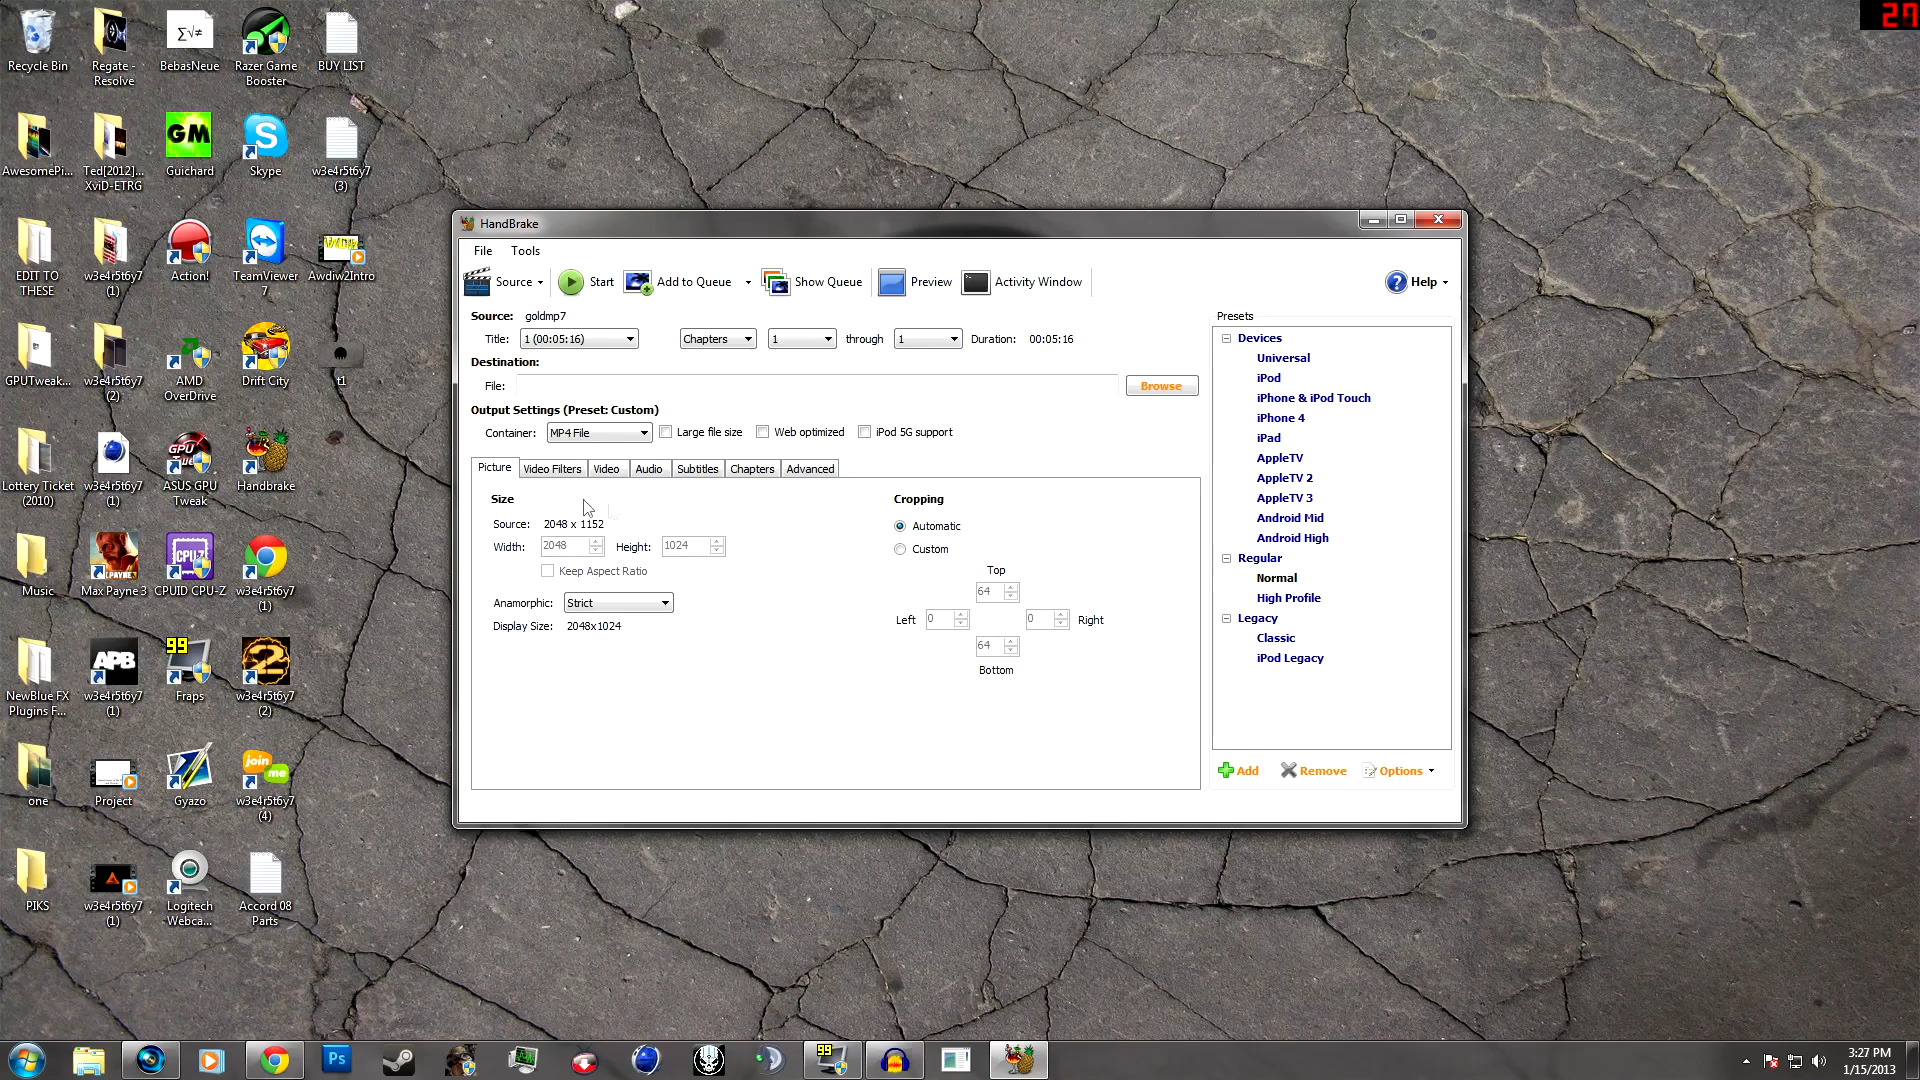 27
Recycle Bin
Regate - Resolve
BebasNeue
Razer Game Booster
BUY LIST
AwesomePi...
Ted[2012]... XviD-ETRG
GM
Guichard
Skype
w3e4r5t6y7 (3)
EDIT TO THESE
w3e4r5t6y7 (1)
Action!
TeamViewer 7
Awdiw2Intro
GPUTweak...
w3e4r5t6y7 (2)
AMD OverDrive
Drift City
t1
Lottery Ticket (2010)
w3e4r5t6y7 (1)
ASUS GPU Tweak
Handbrake
Music
Max Payne 3
CPUID CPU-Z
w3e4r5t6y7 (1)
NewBlue FX Plugins F...
APB
w3e4r5t6y7 (1)
99
Fraps
w3e4r5t6y7 (2)
one
Project
Gyazo
join me
w3e4r5t6y7 (4)
PIKS
w3e4r5t6y7 (1)
Logitech Webca...
Accord 08 Parts
HandBrake
File Tools
Source Start Add to Queue Show Queue Preview Activity Window Help
Source: goldmp7
Title: 1 (00:05:16) Chapters 1 through 1 Duration: 00:05:16
Destination:
File: Browse
Output Settings (Preset: Custom)
Container: MP4 File Large file size Web optimized iPod 5G support
Picture Video Filters Video Audio Subtitles Chapters Advanced
Size
Source: 2048 x 1152
Width: 2048 Height: 1024
Keep Aspect Ratio
Anamorphic: Strict
Display Size: 2048x1024
Cropping
Automatic
Custom
Top
64
Left 0 0 Right
64
Bottom
Presets
Devices
Universal
iPod
iPhone & iPod Touch
iPhone 4
iPad
AppleTV
AppleTV 2
AppleTV 3
Android Mid
Android High
Regular
Normal
High Profile
Legacy
Classic
iPod Legacy
Add Remove Options
Ps
99
3:27 PM
1/15/2013